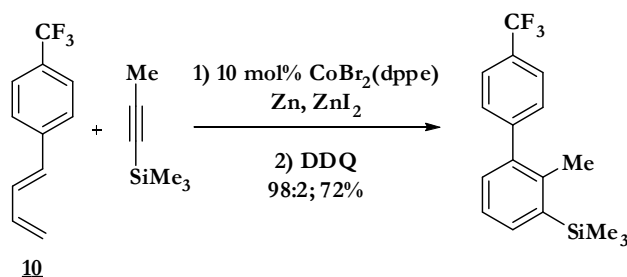 CF₃
Me
+
SiMe₃
10
1) 10 mol% CoBr₂(dppe)
Zn, ZnI₂
2) DDQ
98:2; 72%
CF₃
Me
SiMe₃